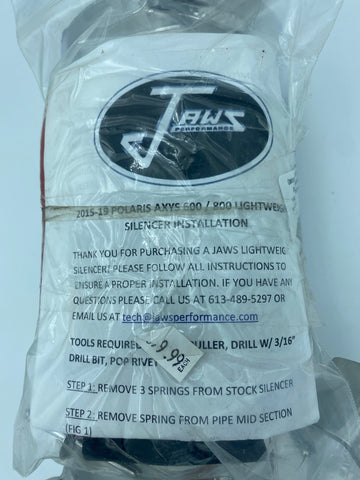 JAWS
PERFORMANCE
2015-19 POLARIS AXYS 600 / 800 LIGHTWEIGH
SILENCER INSTALLATION
THANK YOU FOR PURCHASING A JAWS LIGHTWEIG
SILENCER! PLEASE FOLLOW ALL INSTRUCTIONS TO
ENSURE A PROPER INSTALLATION. IF YOU HAVE ANY
QUESTIONS PLEASE CALL US AT 613-489-5297 OR
EMAIL US AT tech@jawsperformance.com
TOOLS REQUIRED ULLER, DRILL W/ 3/16"
DRILL BIT, POP RIVET
9.99
EACH
STEP 1: REMOVE 3 SPRINGS FROM STOCK SILENCER
STEP 2: REMOVE SPRING FROM PIPE MID SECTION
(FIG 1)